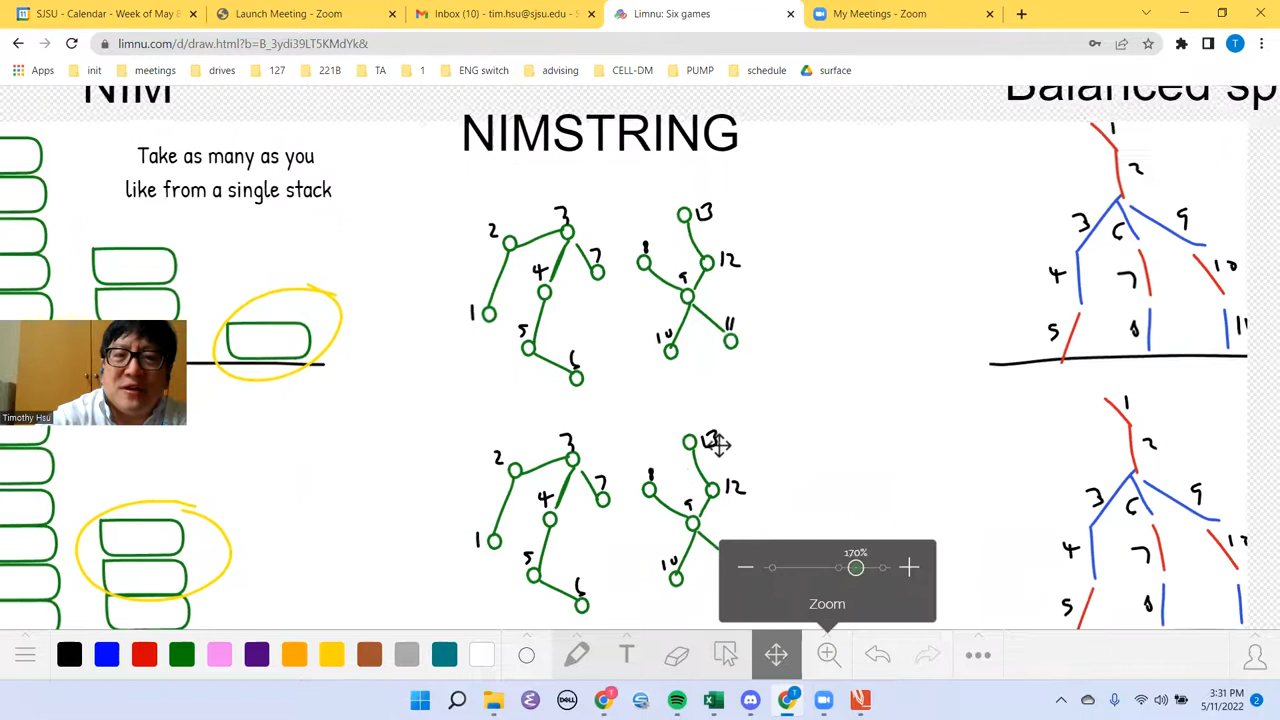 SJSU - Calendar - Week of May 8
Launch Meeting - Zoom
Inbox (10) - tim.hsu@sjsu.edu - S
Limnu: Six games
My Meetings - Zoom
limnu.com/d/draw.html?b=B_3ydi39LT5KMdYk&
T
Apps
init
meetings
drives
127
221B
TA
1
ENG switch
advising
CELL-DM
PUMP
schedule
surface
NIM
NIMSTRING
Balanced sp
Take as many as you
like from a single stack
1
2
3
4
5
6
7
8
9
10
11
12
13
1
2
3
4
5
6
7
8
9
10
11
Timothy Hsu
1
2
3
4
5
6
7
8
9
10
12
13
1
2
3
4
5
6
7
8
9
170%
Zoom
T
3:31 PM
5/11/2022
2